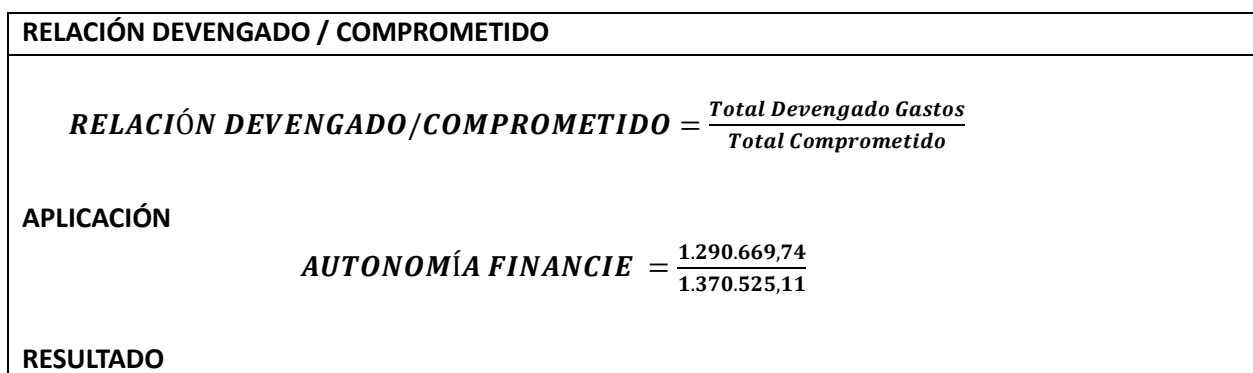 RELACIÓN DEVENGADO / COMPROMETIDO
RELACIÓN DEVENGADO/COMPROMETIDO = Total Devengado Gastos / Total Comprometido
APLICACIÓN
AUTONOMÍA FINANCIE = 1.290.669,74 / 1.370.525,11
RESULTADO